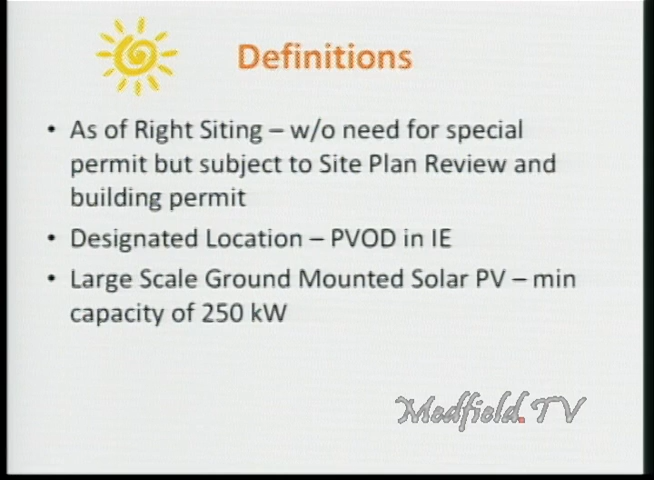 Definitions
• As of Right Siting – w/o need for special
permit but subject to Site Plan Review and
building permit
• Designated Location – PVOD in IE
• Large Scale Ground Mounted Solar PV – min
capacity of 250 kW
Medfield.TV